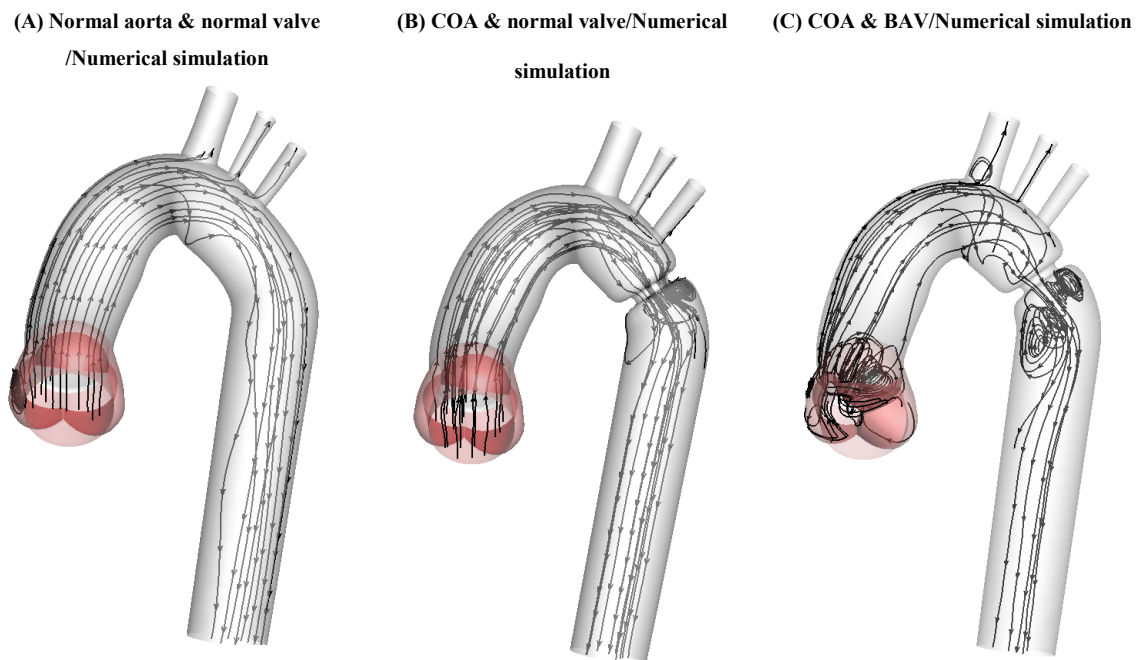 (A) Normal aorta & normal valve
/Numerical simulation
(B) COA & normal valve/Numerical
simulation
(C) COA & BAV/Numerical simulation